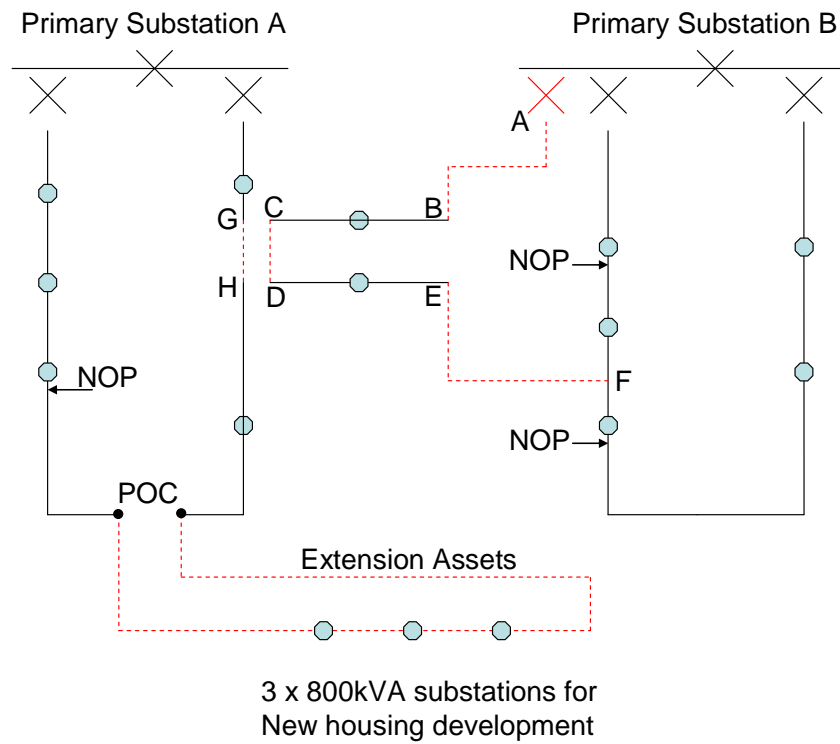 Primary Substation A
Primary Substation B
A
G
C
B
NOP
H
D
E
NOP
F
NOP
POC
Extension Assets
3 x 800kVA substations for
New housing development